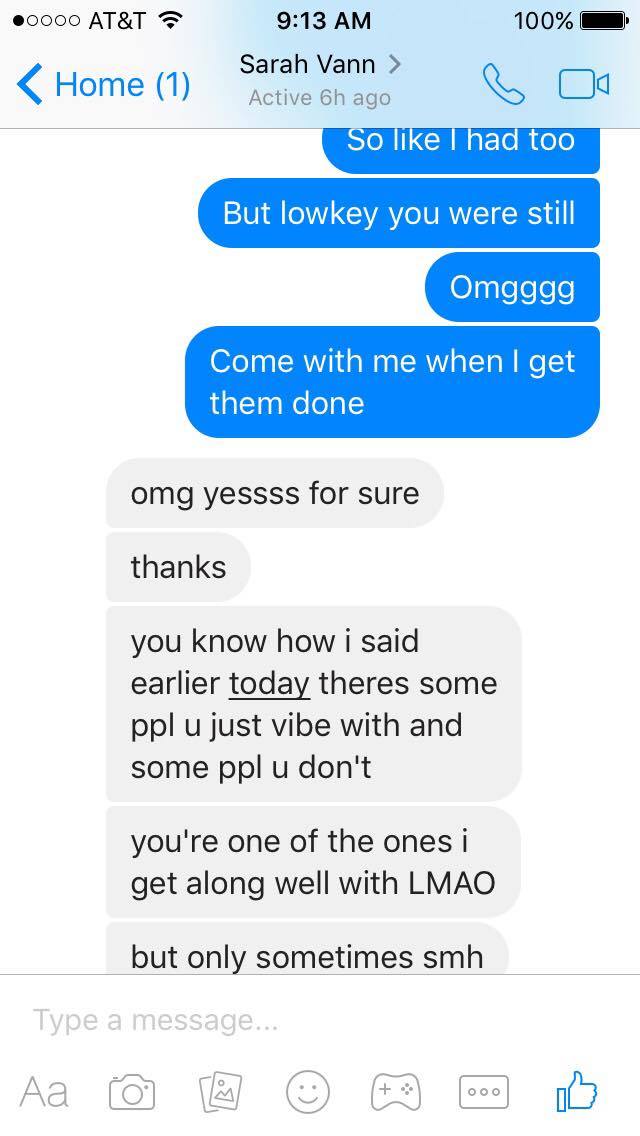 AT&T 9:13 AM 100%
Home (1) Sarah Vann
Active 6h ago
So like I had too
But lowkey you were still
Omgggg
Come with me when I get
them done
omg yessss for sure
thanks
you know how i said
earlier today theres some
ppl u just vibe with and
some ppl u don't
you're one of the ones i
get along well with LMAO
but only sometimes smh
Type a message...
Aa